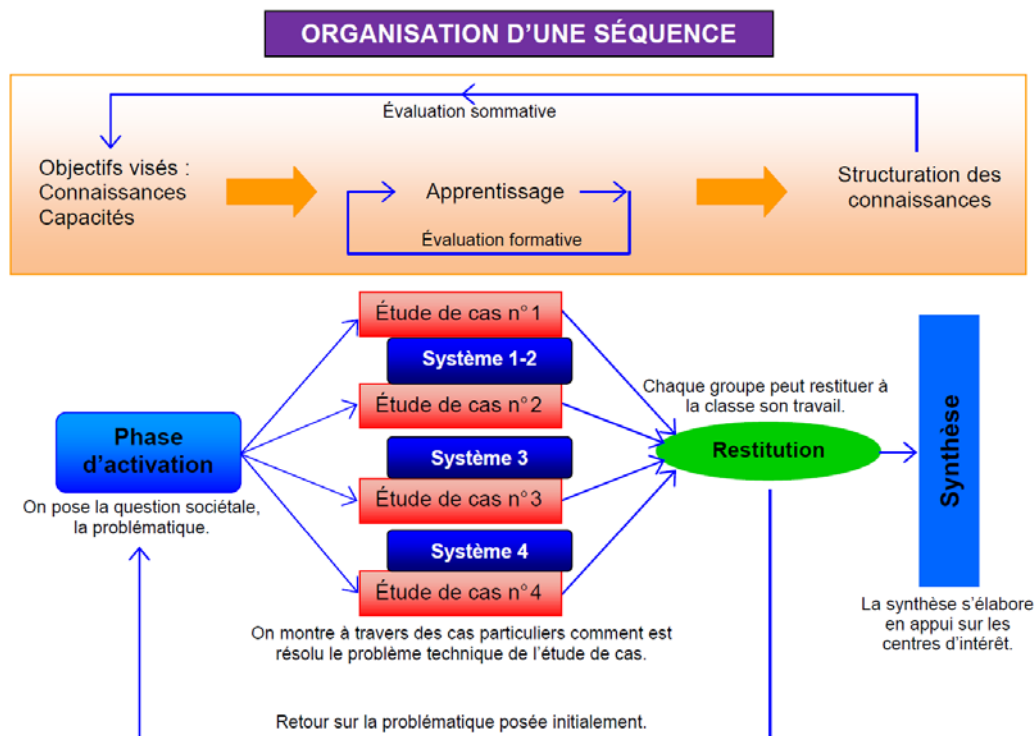 ORGANISATION D’UNE SÉQUENCE
Évaluation sommative
Objectifs visés :
Connaissances
Capacités
Apprentissage
Évaluation formative
Structuration des
connaissances
Étude de cas n°1
Système 1-2
Étude de cas n°2
Système 3
Étude de cas n°3
Système 4
Étude de cas n°4
Phase
d’activation
On pose la question sociétale,
la problématique.
On montre à travers des cas particuliers comment est
résolu le problème technique de l’étude de cas.
Chaque groupe peut restituer à
la classe son travail.
Restitution
Synthèse
La synthèse s’élabore
en appui sur les
centres d’intérêt.
Retour sur la problématique posée initialement.